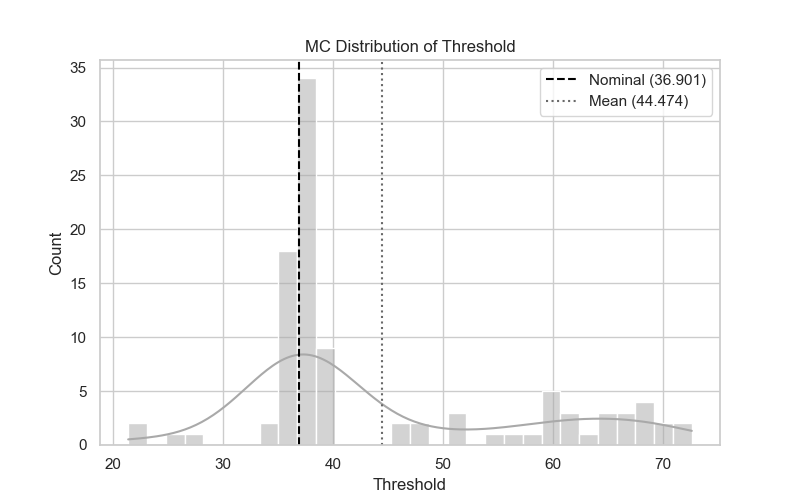 MC Distribution of Threshold
Nominal (36.901)
Mean (44.474)
35
30
25
20
15
10
5
0
Count
20 30 40 50 60 70
Threshold